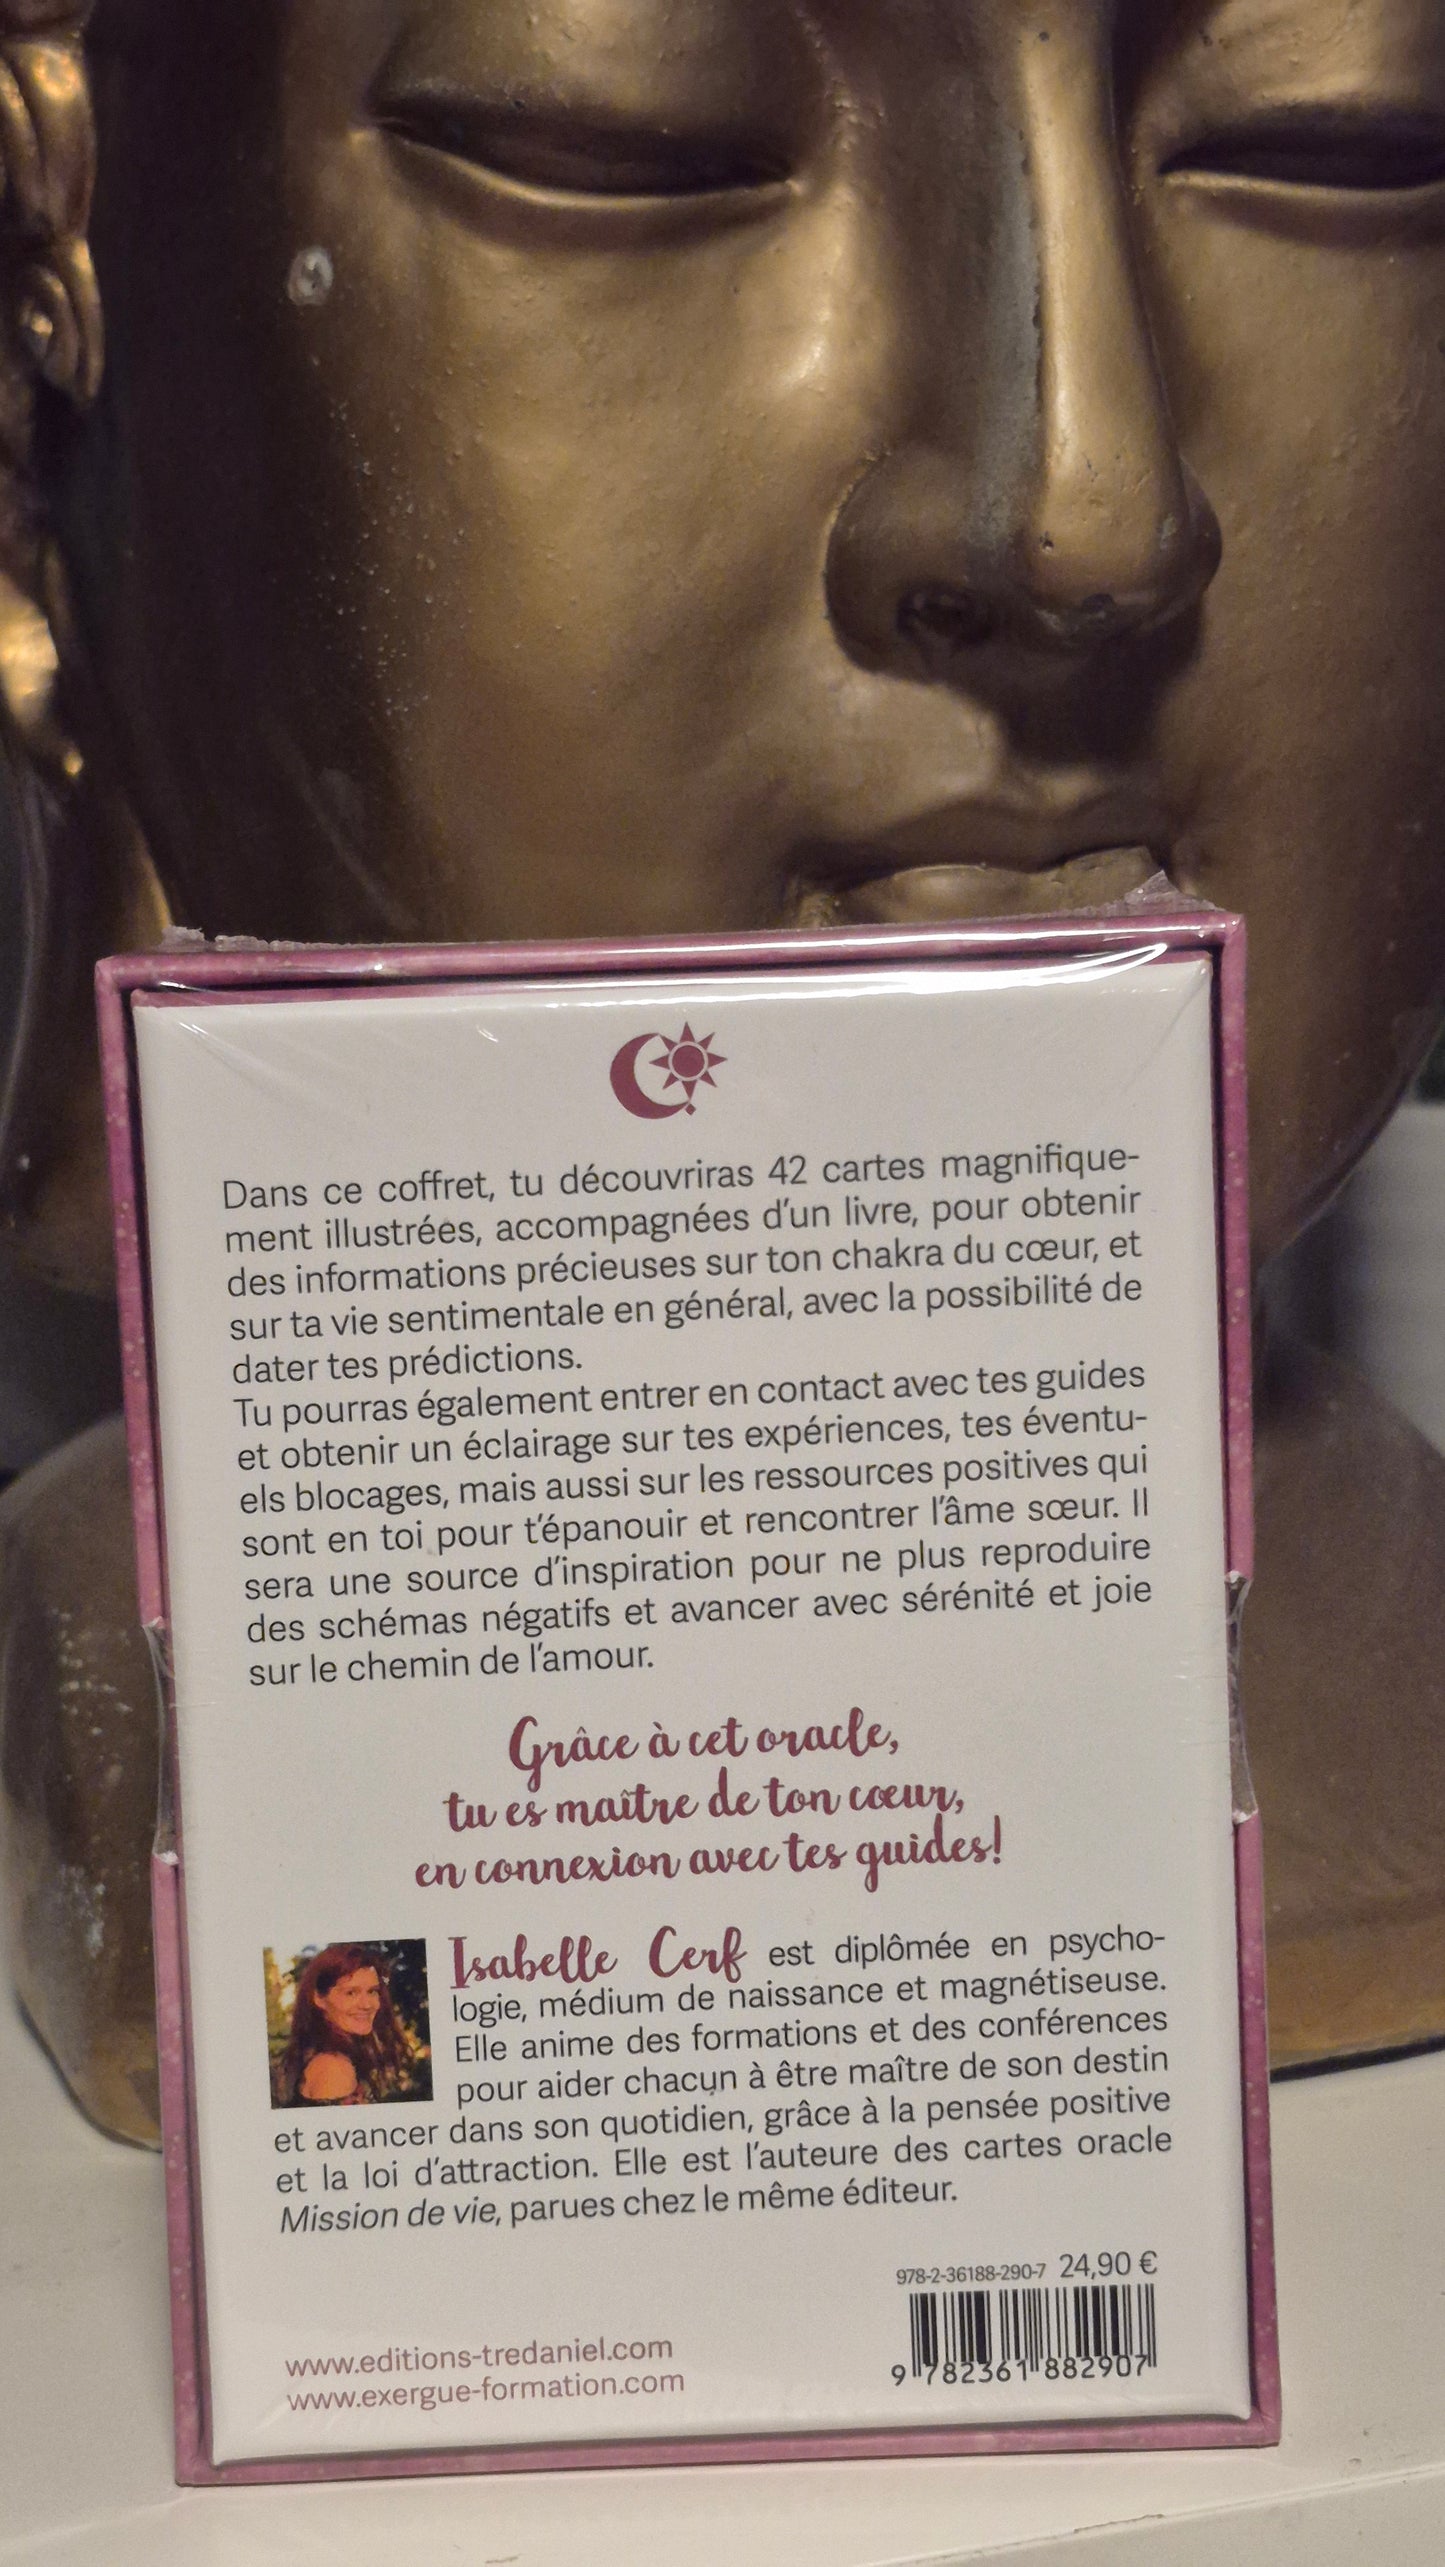 Dans ce coffret, tu découvriras 42 cartes magnifique-
ment illustrées, accompagnées d'un livre, pour obtenir
des informations précieuses sur ton chakra du cœur, et
sur ta vie sentimentale en général, avec la possibilité de
dater tes prédictions.
Tu pourras également entrer en contact avec tes guides
et obtenir un éclairage sur tes expériences, tes éventu-
els blocages, mais aussi sur les ressources positives qui
sont en toi pour t'épanouir et rencontrer l'âme sœur. Il
sera une source d'inspiration pour ne plus reproduire
des schémas négatifs et avancer avec sérénité et joie
sur le chemin de l'amour.
Grâce à cet oracle,
tu es maître de ton cœur,
en connexion avec tes guides!
Isabelle Cerf est diplômée en psycho-
logie, médium de naissance et magnétiseuse.
Elle anime des formations et des conférences
pour aider chacun à être maître de son destin
et avancer dans son quotidien, grâce à la pensée positive
et la loi d'attraction. Elle est l'auteure des cartes oracle
Mission de vie, parues chez le même éditeur.
978-2-36188-290-7 24,90 €
9 782361 882907
www.editions-tredaniel.com
www.exergue-formation.com